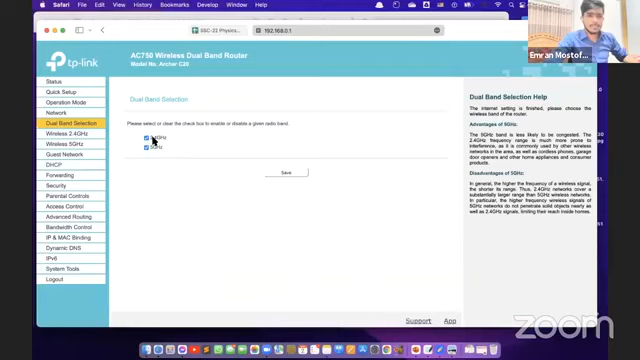 Safari File Edit View History Bookmarks Develop Window Help
SSC-22 Physics...
192.168.0.1
tp-link
AC750 Wireless Dual Band Router
Model No. Archer C20
Status
Quick Setup
Operation Mode
Network
Dual Band Selection
Wireless 2.4GHz
Wireless 5GHz
Guest Network
DHCP
Forwarding
Security
Parental Controls
Access Control
Advanced Routing
Bandwidth Control
IP & MAC Binding
Dynamic DNS
IPv6
System Tools
Logout
Dual Band Selection
Please select or clear the check box to enable or disable a given radio band.
5GHz
Save
Dual Band Selection Help
The internet setting is finished, please choose the
wireless band of the router.
Advantages of 5GHz:
The 5GHz band is less likely to be congested. The
2.4GHz frequency range is much more prone to
interference, as it is commonly used by other wireless
networks in the area, as well as cordless phones, garage
door openers and other home appliances and consumer
products.
Disadvantages of 5GHz:
In general, the higher the frequency of a wireless signal,
the shorter its range. Thus, 2.4GHz networks cover a
substantially larger range than 5GHz wireless networks.
In particular, the higher frequency wireless signals of
5GHz networks do not penetrate solid objects nearly as
well as 2.4GHz signals, limiting their reach inside homes.
Support App
Emran Mostof...
zoom